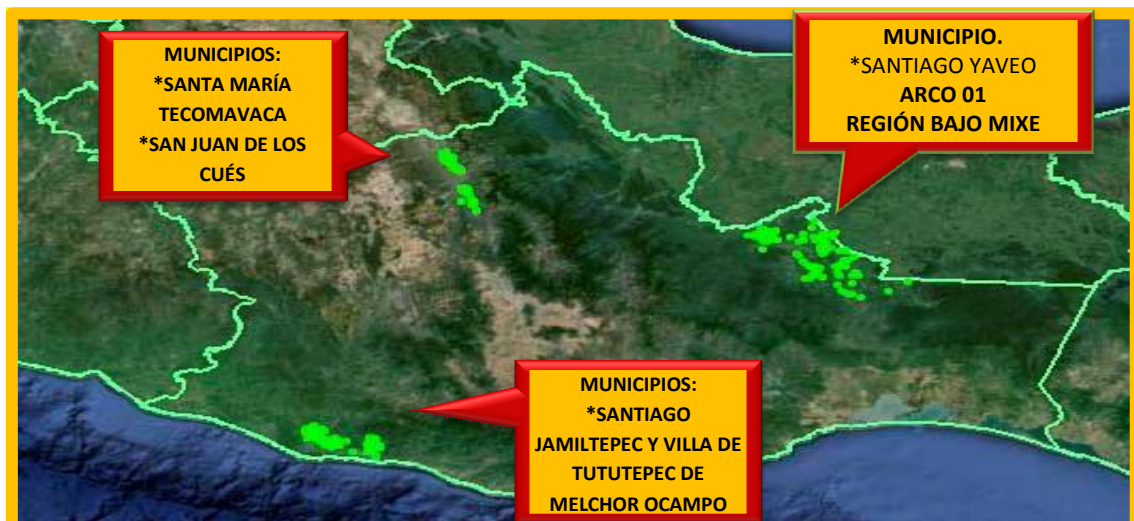 MUNICIPIOS:
*SANTA MARÍA
TECOMAVACA
*SAN JUAN DE LOS
CUÉS
MUNICIPIO.
*SANTIAGO YAVEO
ARCO 01
REGIÓN BAJO MIXE
MUNICIPIOS:
*SANTIAGO
JAMILTEPEC Y VILLA DE
TUTUTEPEC DE
MELCHOR OCAMPO